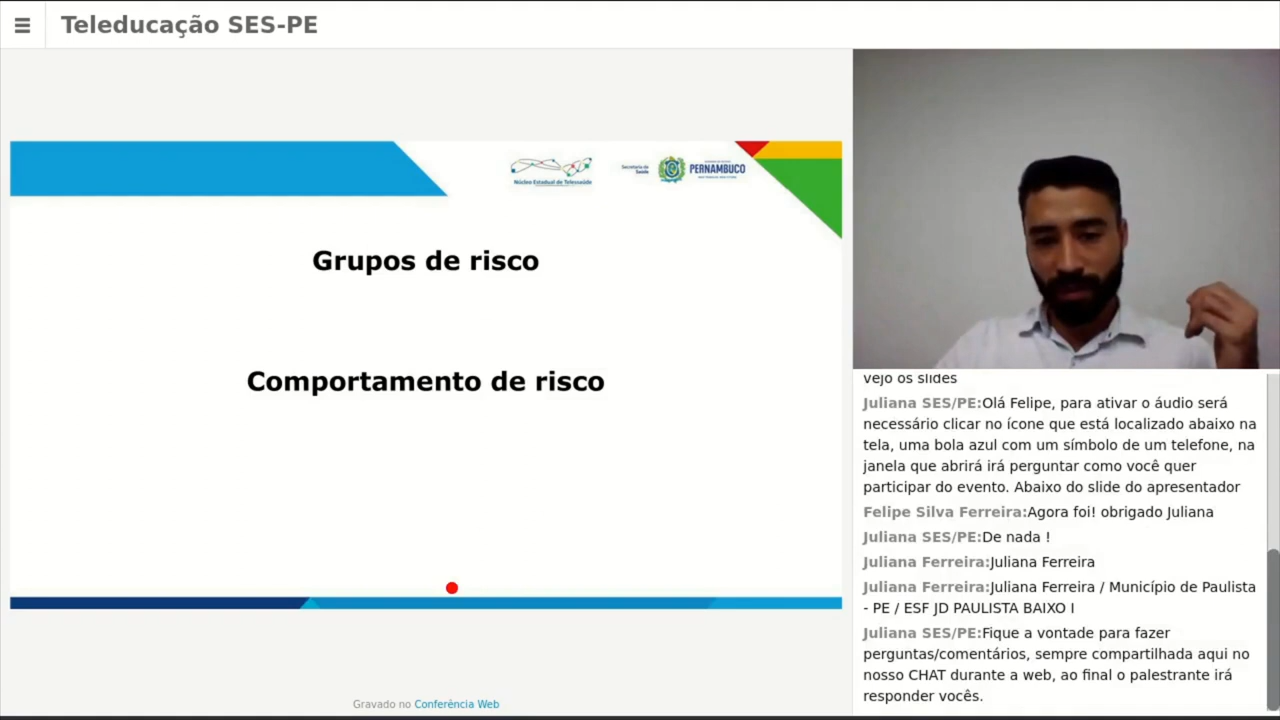 Teleducação SES-PE
Núcleo Estadual de Telessaúde
Secretaria de
Saúde
PERNAMBUCO
Grupos de risco
Comportamento de risco
Gravado no Conferência Web
vejo os slides
Juliana SES/PE:Olá Felipe, para ativar o áudio será
necessário clicar no ícone que está localizado abaixo na
tela, uma bola azul com um símbolo de um telefone, na
janela que abrirá irá perguntar como você quer
participar do evento. Abaixo do slide do apresentador
Felipe Silva Ferreira:Agora foi! obrigado Juliana
Juliana SES/PE:De nada !
Juliana Ferreira:Juliana Ferreira
Juliana Ferreira:Juliana Ferreira / Município de Paulista
- PE / ESF JD PAULISTA BAIXO I
Juliana SES/PE:Fique a vontade para fazer
perguntas/comentários, sempre compartilhada aqui no
nosso CHAT durante a web, ao final o palestrante irá
responder vocês.